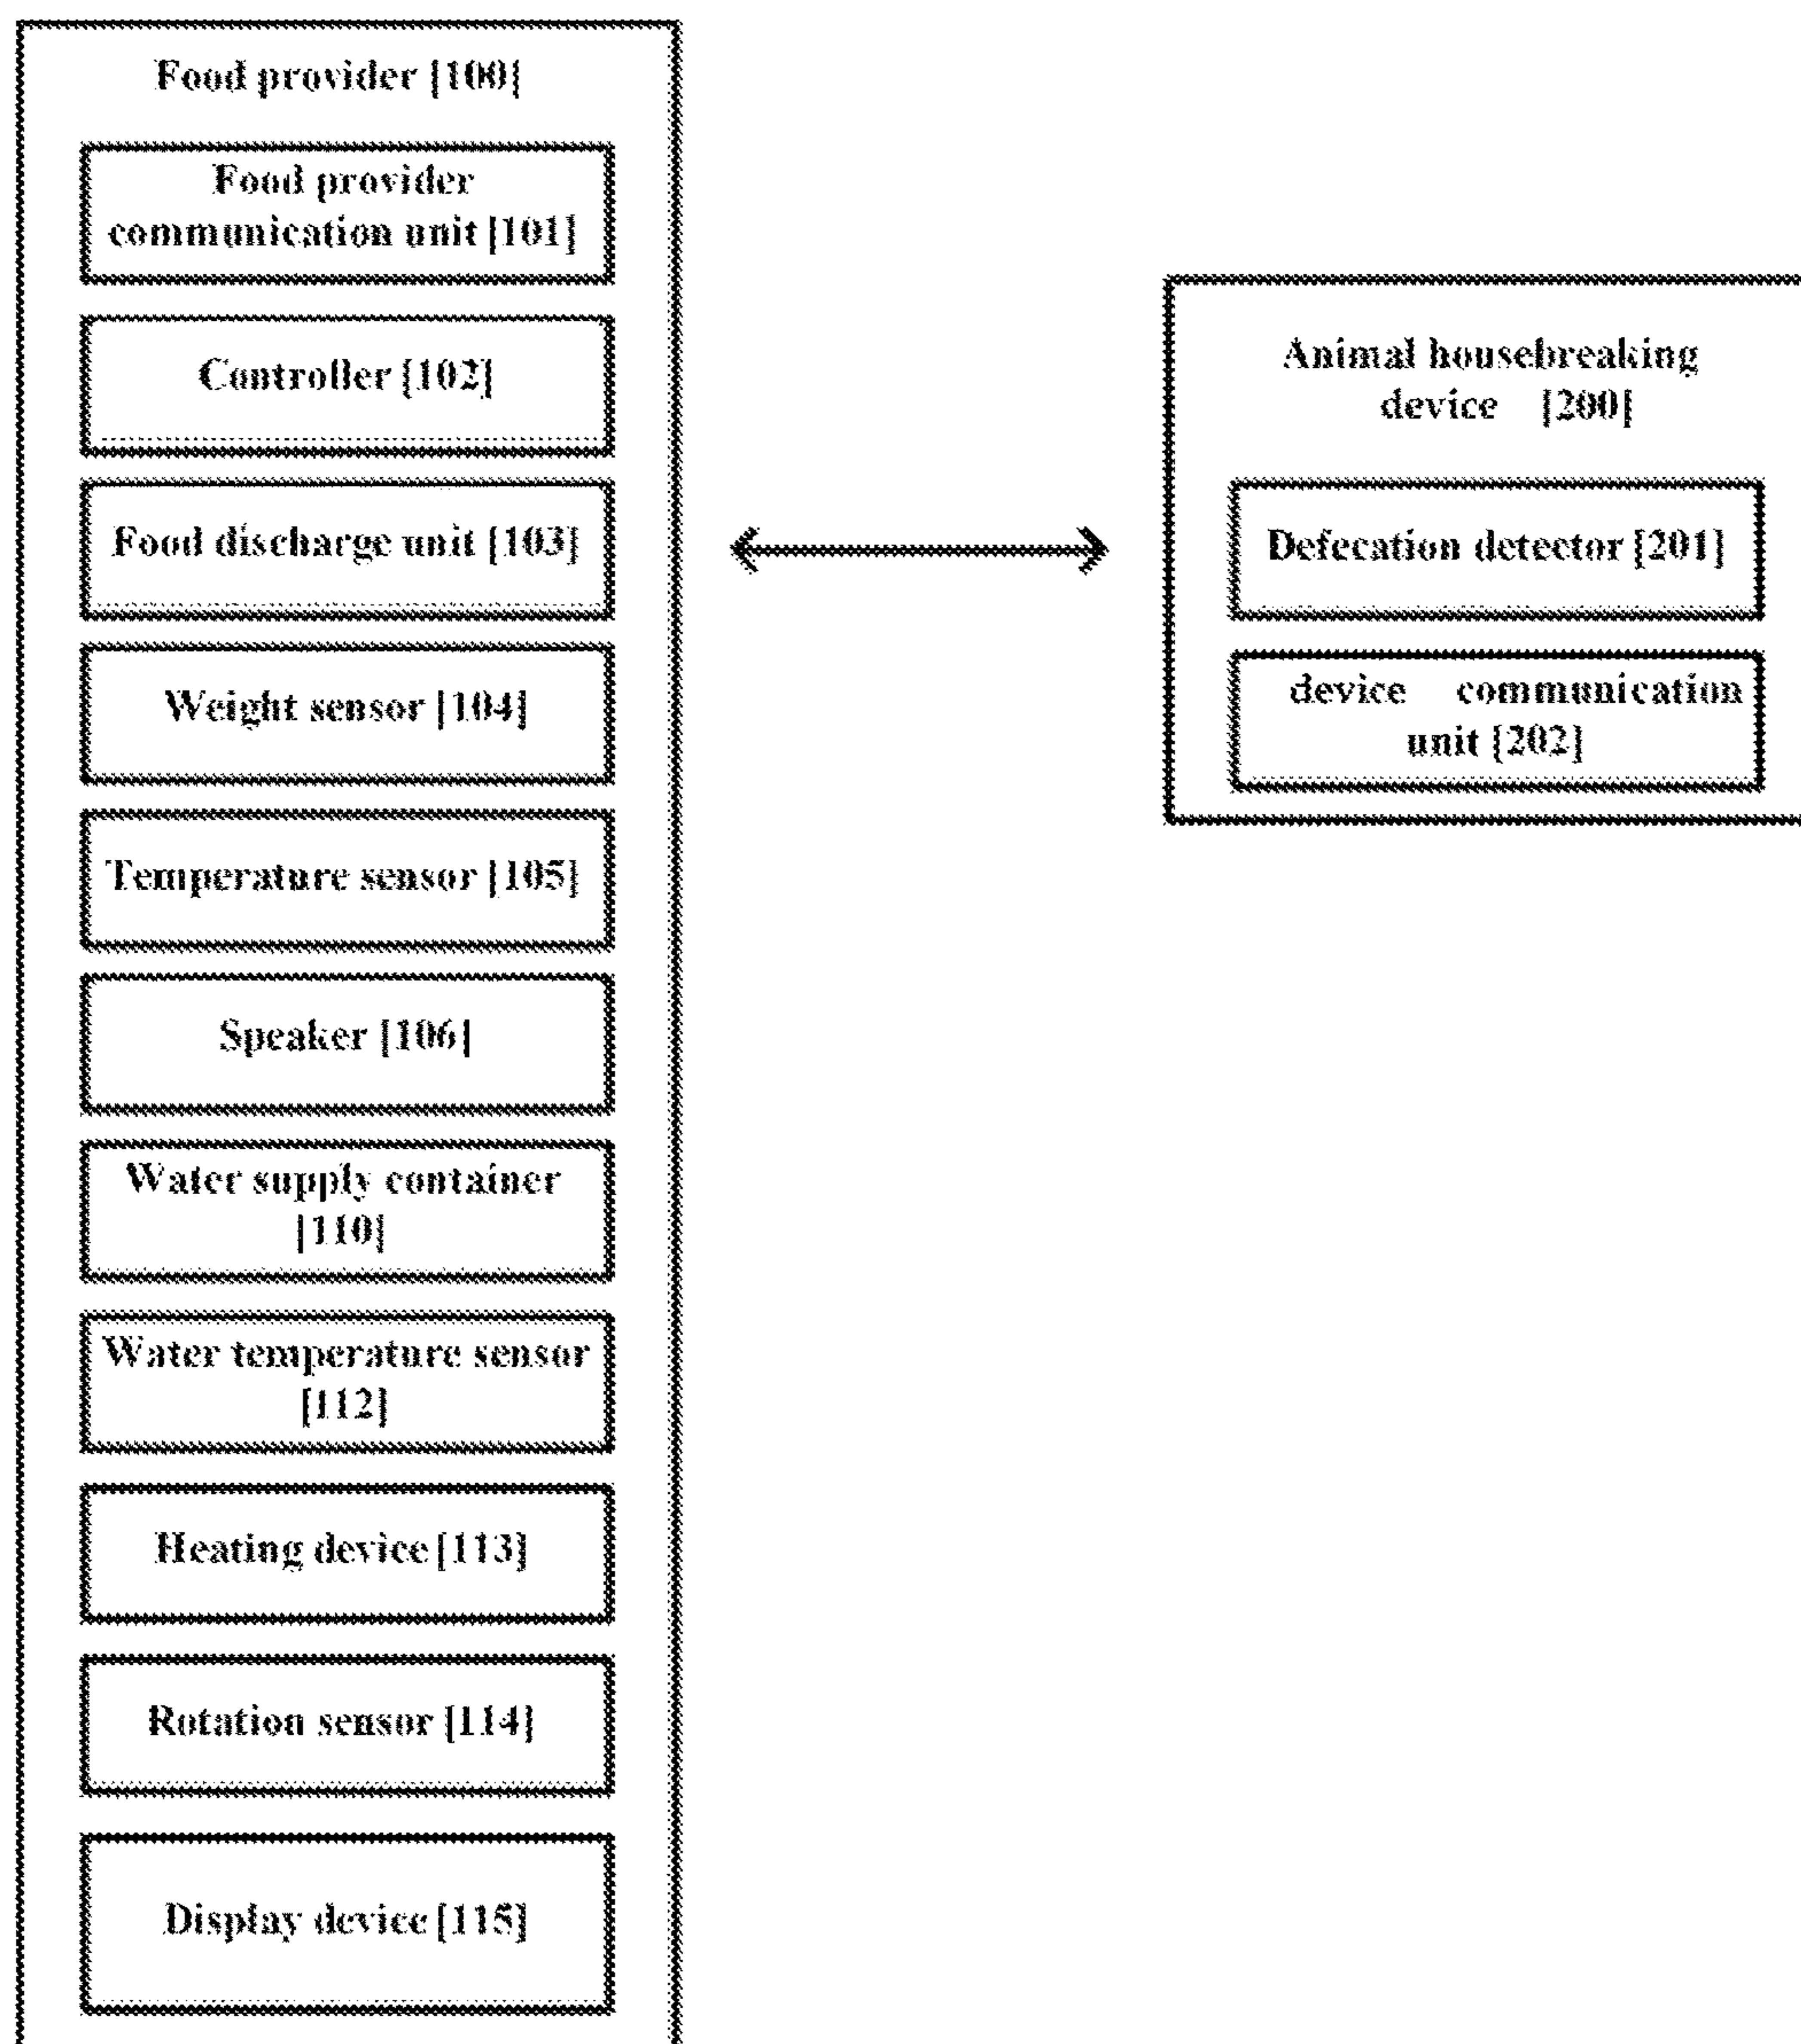 Food provider [100]
Food provider
communication unit [101]
Controller [102]
Food discharge unit [103]
Weight sensor [104]
Temperature sensor [105]
Speaker [106]
Water supply container
[110]
Water temperature sensor
[112]
Heating device [113]
Rotation sensor [114]
Display device [115]
Animal housebreaking
device [200]
Defecation detector [201]
device communication
unit [202]